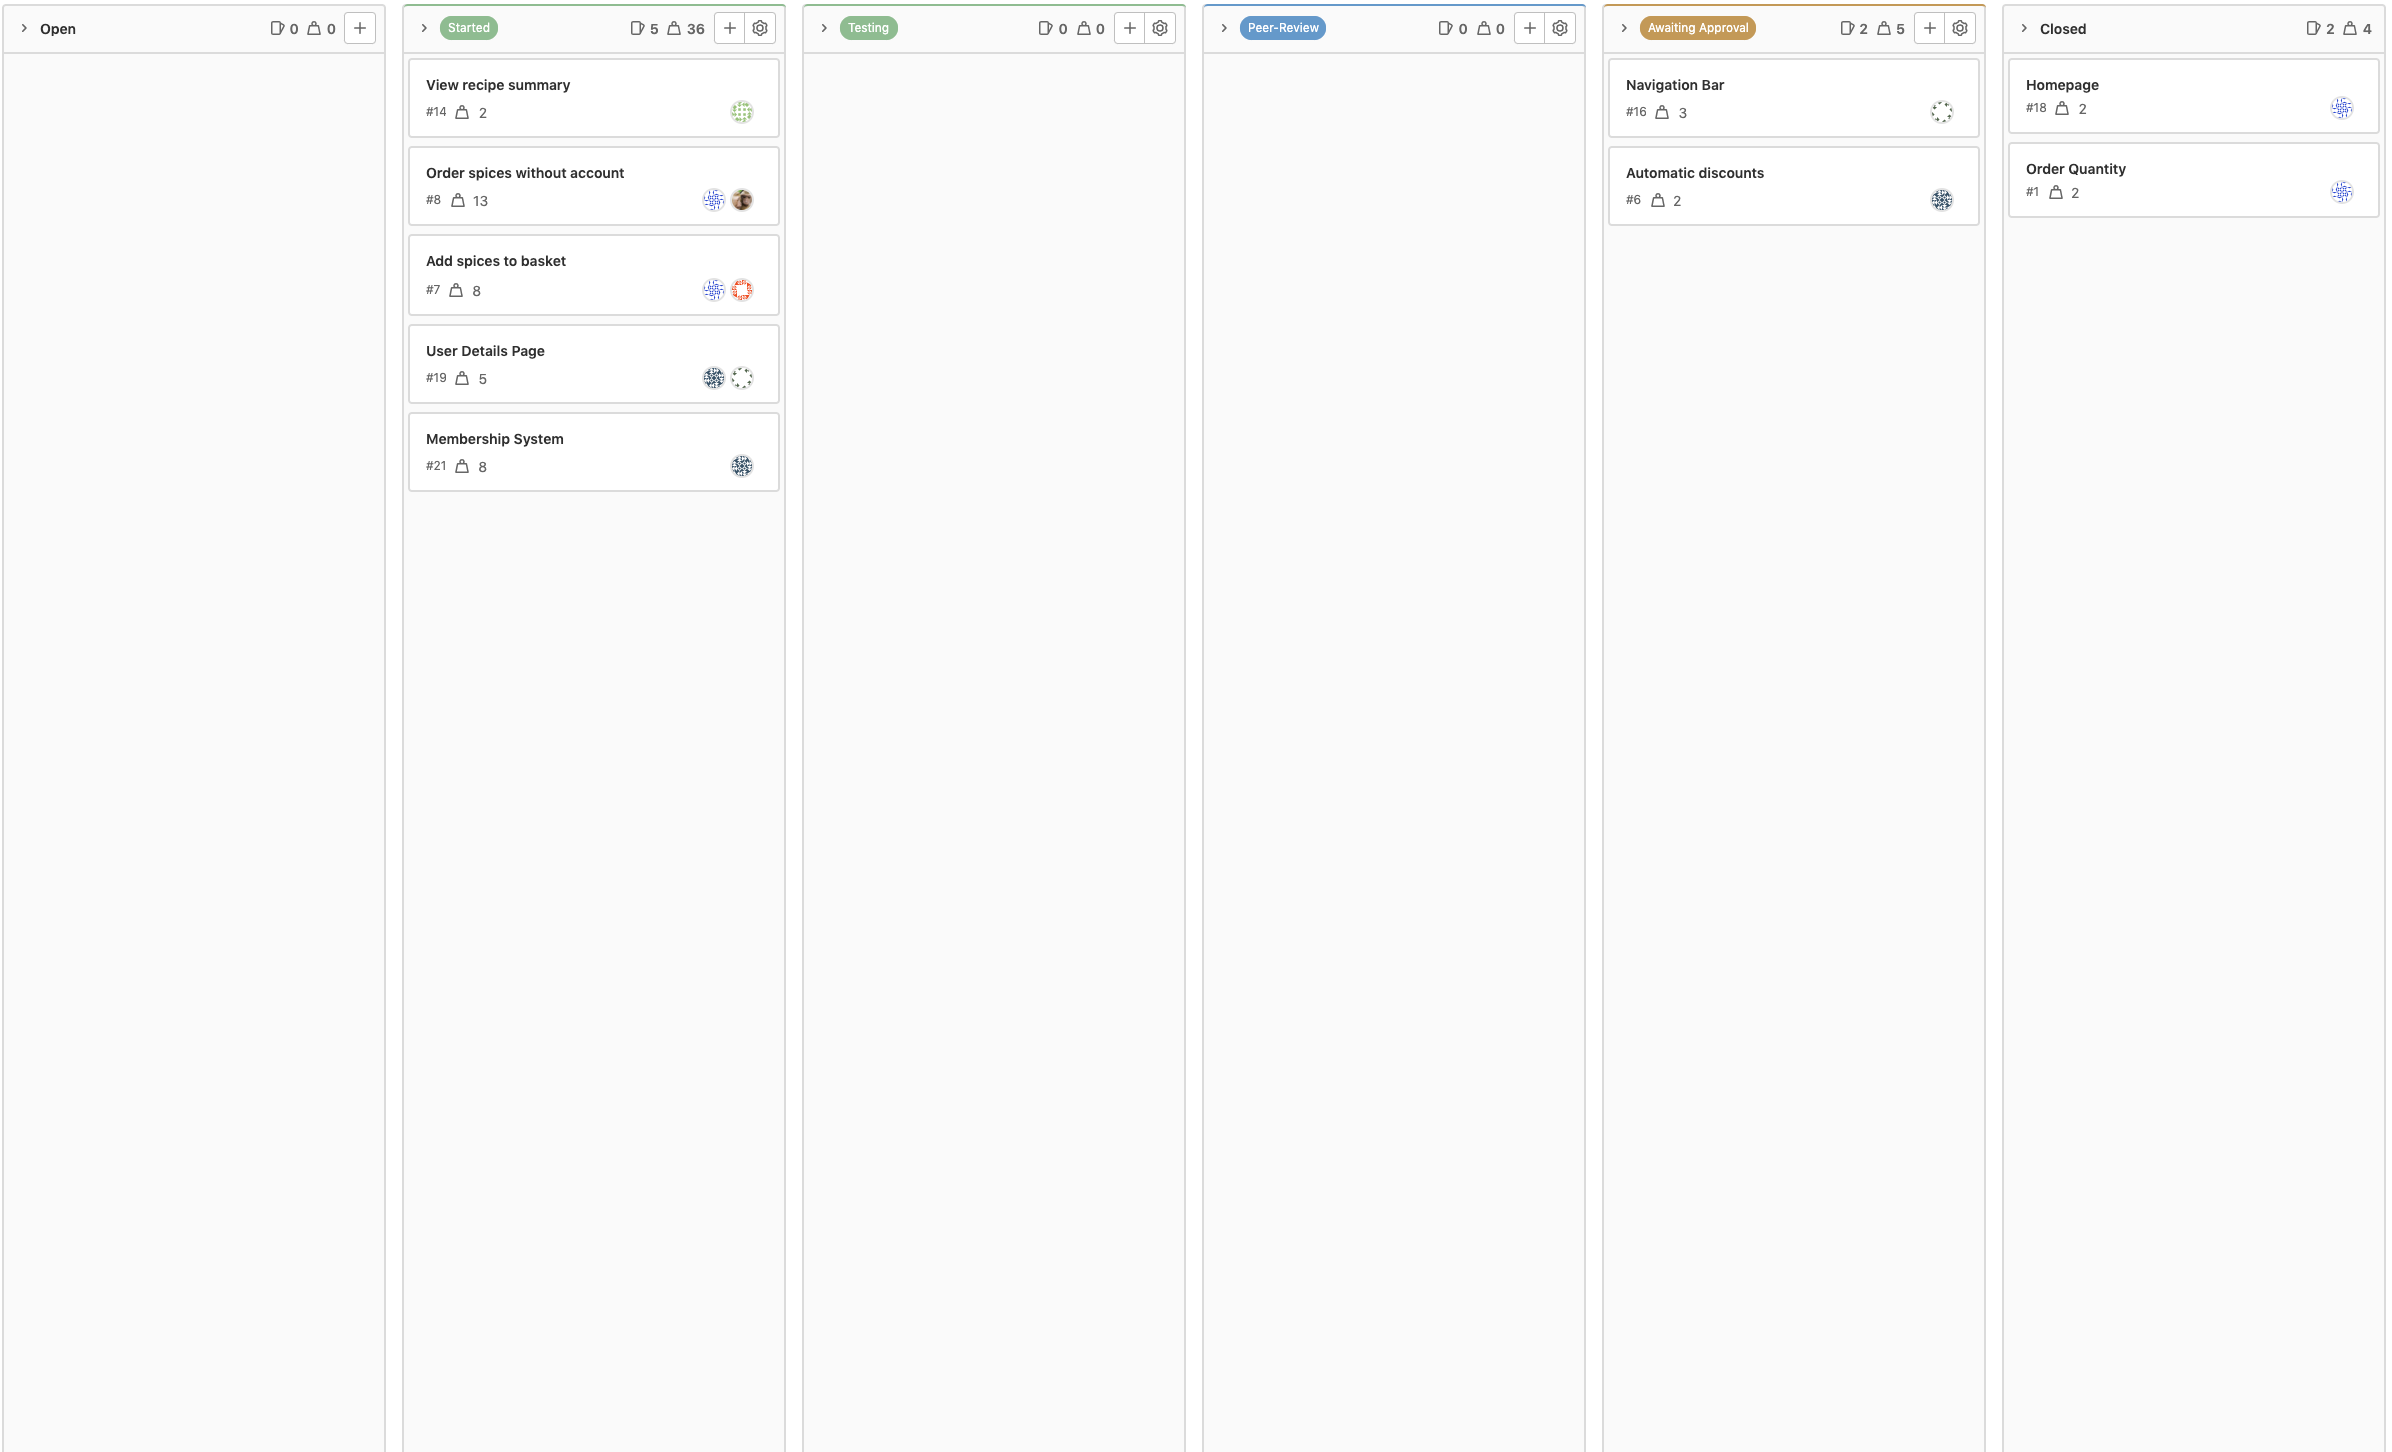 Open 0 0
Started 5 36
View recipe summary
#14 2
Order spices without account
#8 13
Add spices to basket
#7 8
User Details Page
#19 5
Membership System
#21 8
Testing 0 0
Peer-Review 0 0
Awaiting Approval 2 5
Navigation Bar
#16 3
Automatic discounts
#6 2
Closed 2 4
Homepage
#18 2
Order Quantity
#1 2